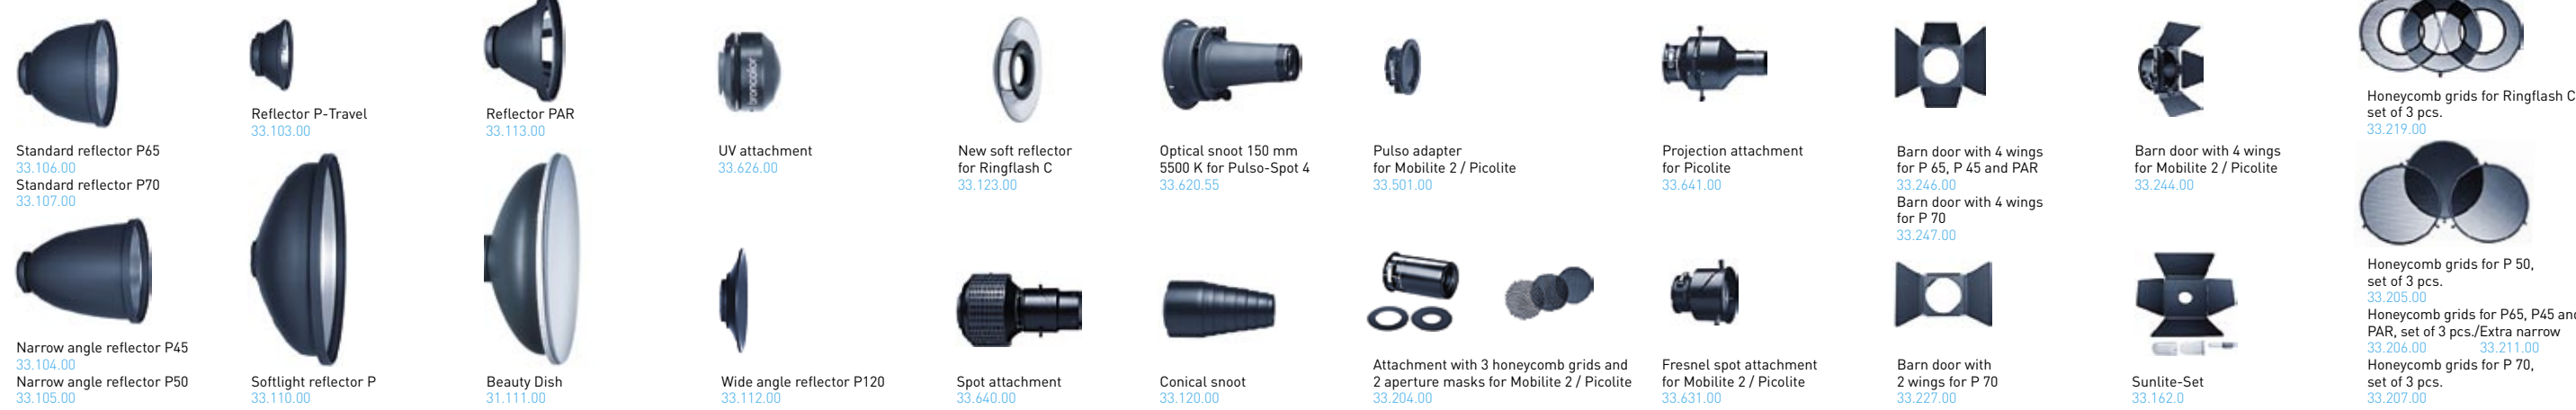 Standard reflector P65
33.106.00
Standard reflector P70
33.107.00
Narrow angle reflector P45
33.104.00
Narrow angle reflector P50
33.105.00
Reflector P-Travel
33.103.00
Softlight reflector P
33.110.00
Reflector PAR
33.113.00
Beauty Dish
31.111.00
broncolor
UV attachment
33.626.00
Wide angle reflector P120
33.112.00
New soft reflector
for Ringflash C
33.123.00
Spot attachment
33.640.00
Optical snoot 150 mm
5500 K for Pulso-Spot 4
33.620.55
Conical snoot
33.120.00
Pulso adapter
for Mobilite 2 / Picolite
33.501.00
Attachment with 3 honeycomb grids and
2 aperture masks for Mobilite 2 / Picolite
33.204.00
Projection attachment
for Picolite
33.641.00
Fresnel spot attachment
for Mobilite 2 / Picolite
33.631.00
Barn door with 4 wings
for P 65, P 45 and PAR
33.246.00
Barn door with 4 wings
for P 70
33.247.00
Barn door with
2 wings for P 70
33.227.00
Barn door with 4 wings
for Mobilite 2 / Picolite
33.244.00
Sunlite-Set
33.162.0
Honeycomb grids for Ringflash C
set of 3 pcs.
33.219.00
Honeycomb grids for P 50,
set of 3 pcs.
33.205.00
Honeycomb grids for P65, P45 and
PAR, set of 3 pcs./Extra narrow
33.206.00 33.211.00
Honeycomb grids for P 70,
set of 3 pcs.
33.207.00